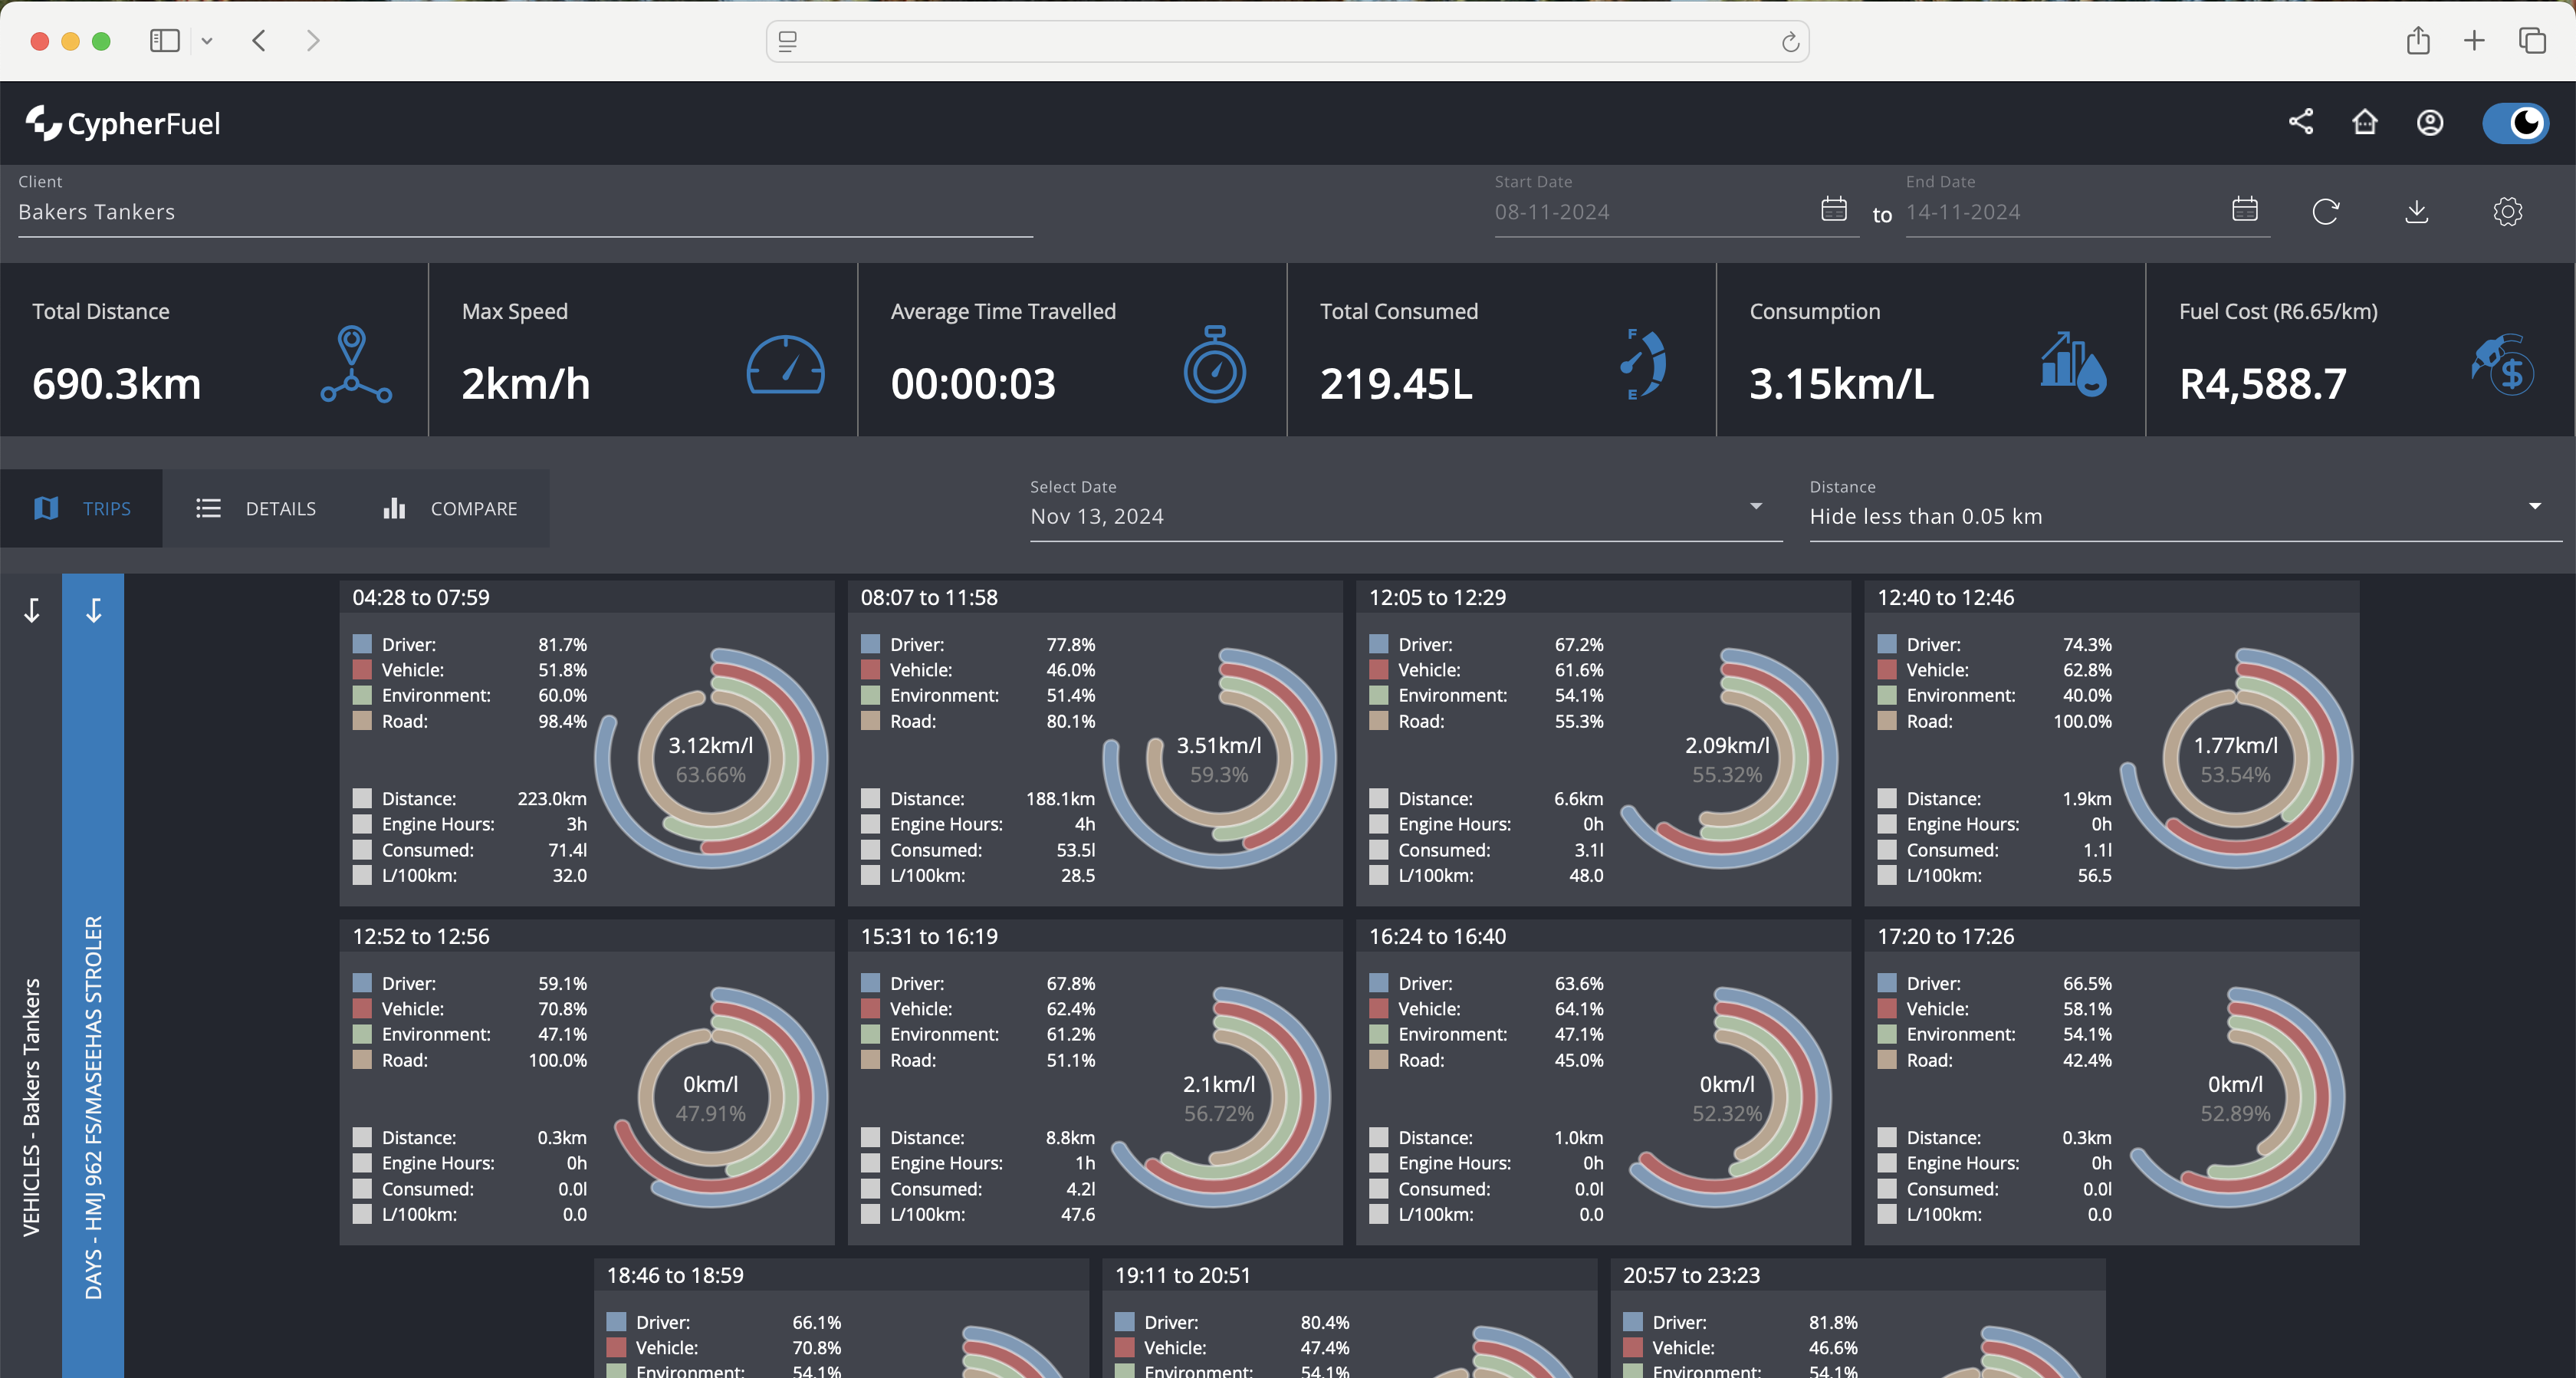 CypherFuel
Client
Bakers Tankers
Start Date
08-11-2024
to
End Date
14-11-2024
Total Distance
690.3km
Max Speed
2km/h
Average Time Travelled
00:00:03
Total Consumed
219.45L
F
E
Consumption
3.15km/L
Fuel Cost (R6.65/km)
R4,588.7
$
TRIPS
DETAILS
COMPARE
Select Date
Nov 13, 2024
Distance
Hide less than 0.05 km
VEHICLES - Bakers Tankers
DAYS - HMJ 962 FS/MASEEHAS STROLER
04:28 to 07:59
Driver: 81.7%
Vehicle: 51.8%
Environment: 60.0%
Road: 98.4%
3.12km/l
63.66%
Distance: 223.0km
Engine Hours: 3h
Consumed: 71.4l
L/100km: 32.0
08:07 to 11:58
Driver: 77.8%
Vehicle: 46.0%
Environment: 51.4%
Road: 80.1%
3.51km/l
59.3%
Distance: 188.1km
Engine Hours: 4h
Consumed: 53.5l
L/100km: 28.5
12:05 to 12:29
Driver: 67.2%
Vehicle: 61.6%
Environment: 54.1%
Road: 55.3%
2.09km/l
55.32%
Distance: 6.6km
Engine Hours: 0h
Consumed: 3.1l
L/100km: 48.0
12:40 to 12:46
Driver: 74.3%
Vehicle: 62.8%
Environment: 40.0%
Road: 100.0%
1.77km/l
53.54%
Distance: 1.9km
Engine Hours: 0h
Consumed: 1.1l
L/100km: 56.5
12:52 to 12:56
Driver: 59.1%
Vehicle: 70.8%
Environment: 47.1%
Road: 100.0%
0km/l
47.91%
Distance: 0.3km
Engine Hours: 0h
Consumed: 0.0l
L/100km: 0.0
15:31 to 16:19
Driver: 67.8%
Vehicle: 62.4%
Environment: 61.2%
Road: 51.1%
2.1km/l
56.72%
Distance: 8.8km
Engine Hours: 1h
Consumed: 4.2l
L/100km: 47.6
16:24 to 16:40
Driver: 63.6%
Vehicle: 64.1%
Environment: 47.1%
Road: 45.0%
0km/l
52.32%
Distance: 1.0km
Engine Hours: 0h
Consumed: 0.0l
L/100km: 0.0
17:20 to 17:26
Driver: 66.5%
Vehicle: 58.1%
Environment: 54.1%
Road: 42.4%
0km/l
52.89%
Distance: 0.3km
Engine Hours: 0h
Consumed: 0.0l
L/100km: 0.0
18:46 to 18:59
Driver: 66.1%
Vehicle: 70.8%
Environment: 54.1%
19:11 to 20:51
Driver: 80.4%
Vehicle: 47.4%
Environment: 54.1%
20:57 to 23:23
Driver: 81.8%
Vehicle: 46.6%
Environment: 54.1%